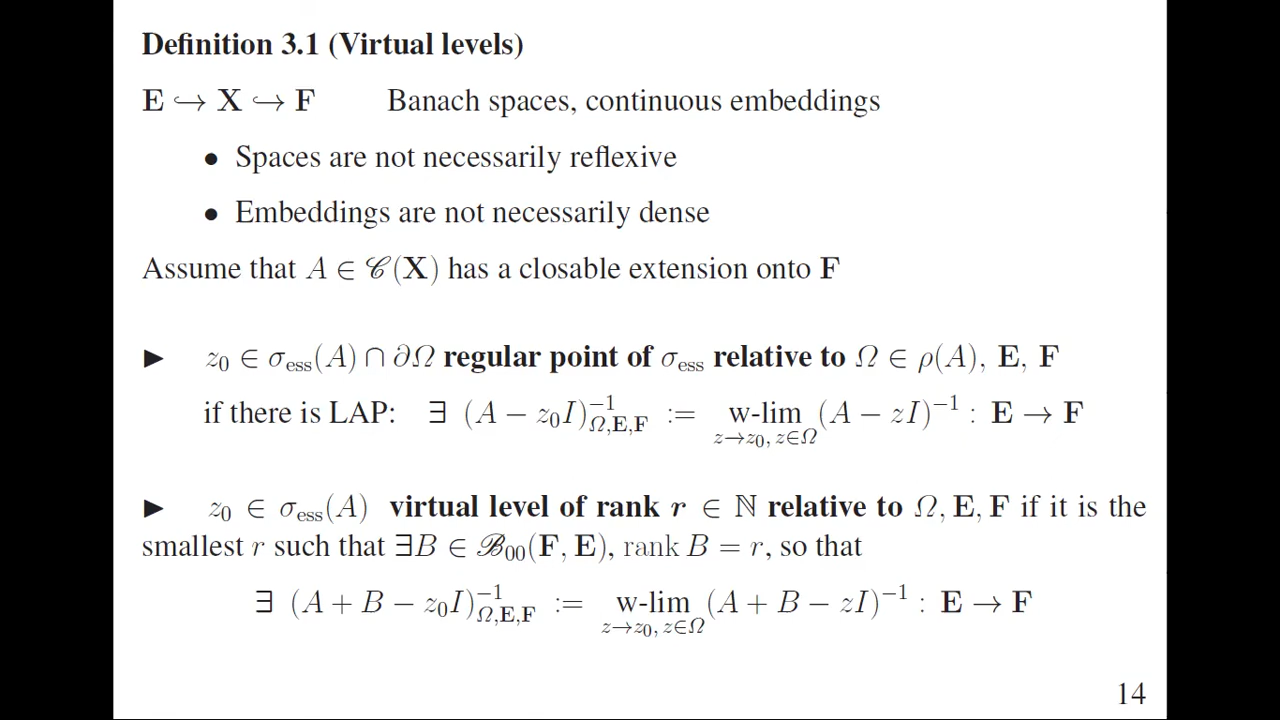 Definition 3.1 (Virtual levels)
E ↪ X ↪ F Banach spaces, continuous embeddings
• Spaces are not necessarily reflexive
• Embeddings are not necessarily dense
Assume that A ∈ 𝒞(X) has a closable extension onto F
▶ z₀ ∈ σ_ess(A) ∩ ∂Ω regular point of σ_ess relative to Ω ∈ ρ(A), E, F
if there is LAP: ∃ (A − z₀I)⁻¹_{Ω,E,F} := w-lim_{z→z₀, z∈Ω} (A − zI)⁻¹ : E → F
▶ z₀ ∈ σ_ess(A) virtual level of rank r ∈ ℕ relative to Ω, E, F if it is the
smallest r such that ∃B ∈ ℬ₀₀(F, E), rank B = r, so that
∃ (A + B − z₀I)⁻¹_{Ω,E,F} := w-lim_{z→z₀, z∈Ω} (A + B − zI)⁻¹ : E → F
14